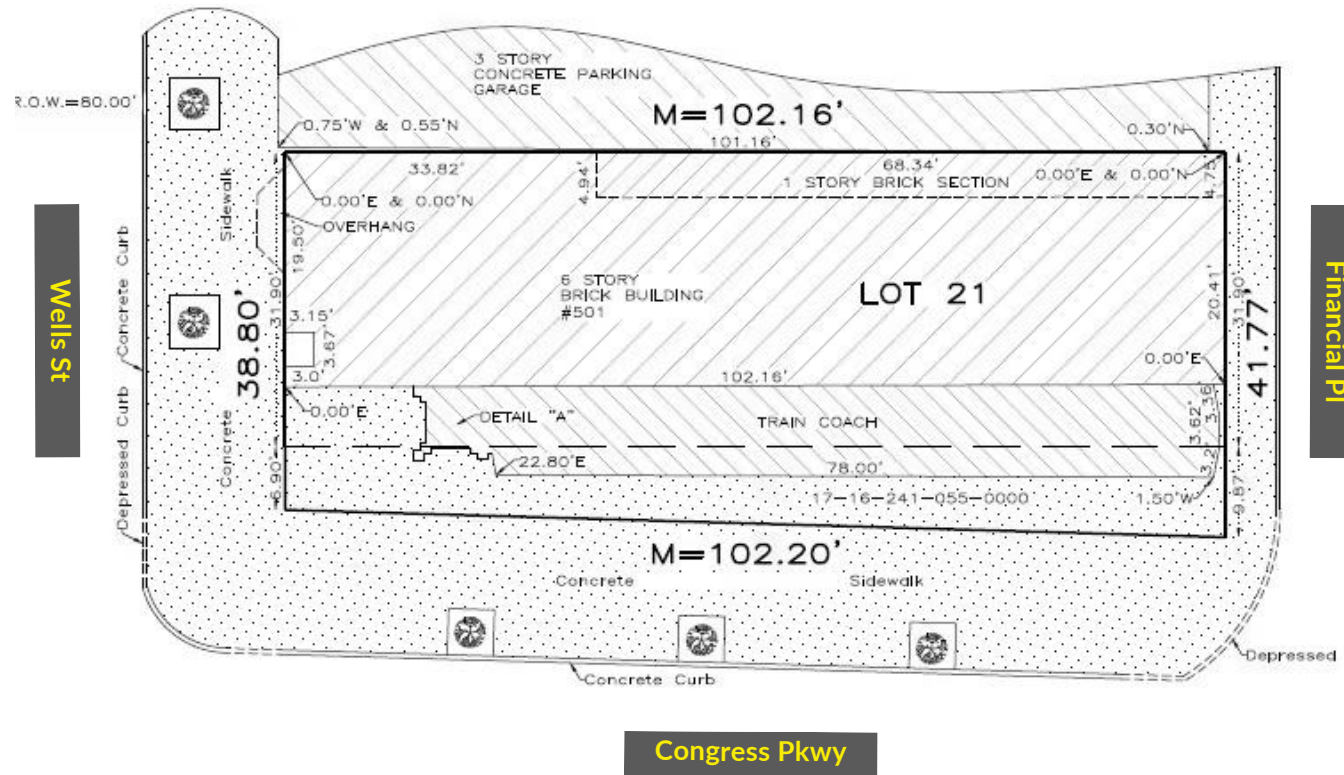 3 STORY
CONCRETE PARKING
GARAGE
R.O.W.=80.00'
M=102.16'
0.75'W & 0.55'N
101.16'
0.30'N
33.82'
68.34'
4.94'
1 STORY BRICK SECTION
0.00'E & 0.00'N
4.75'
0.00'E & 0.00'N
OVERHANG
Sidewalk
19.50'
31.90'
6 STORY
BRICK BUILDING
#501
LOT 21
20.41'
31.90'
Wells St
Concrete Curb
38.80'
3.15'
3.67'
3.0'
102.16'
0.00'E
41.77'
Financial Pl
0.00'E
DETAIL "A"
TRAIN COACH
3.62'
3.36'
Depressed Curb
Concrete
6.90'
22.80'E
78.00'
3.2'
17-16-241-055-0000
1.50'W
9.87'
M=102.20'
Concrete
Sidewalk
Depressed
Concrete Curb
Congress Pkwy